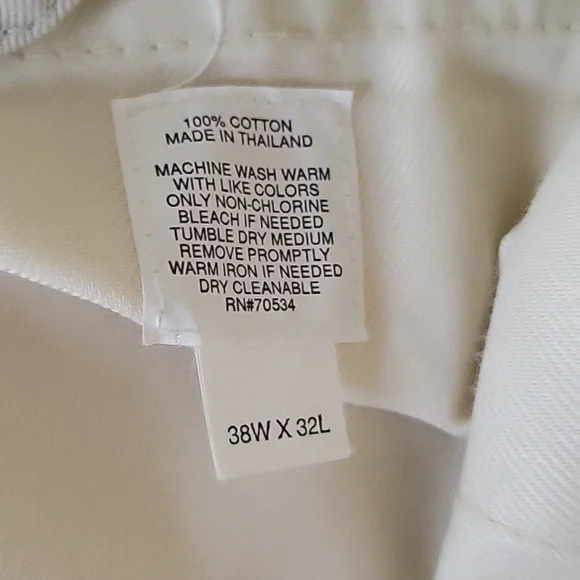 100% COTTON
MADE IN THAILAND
MACHINE WASH WARM
WITH LIKE COLORS
ONLY NON-CHLORINE
BLEACH IF NEEDED
TUMBLE DRY MEDIUM
REMOVE PROMPTLY
WARM IRON IF NEEDED
DRY CLEANABLE
RN#70534
38W X 32L